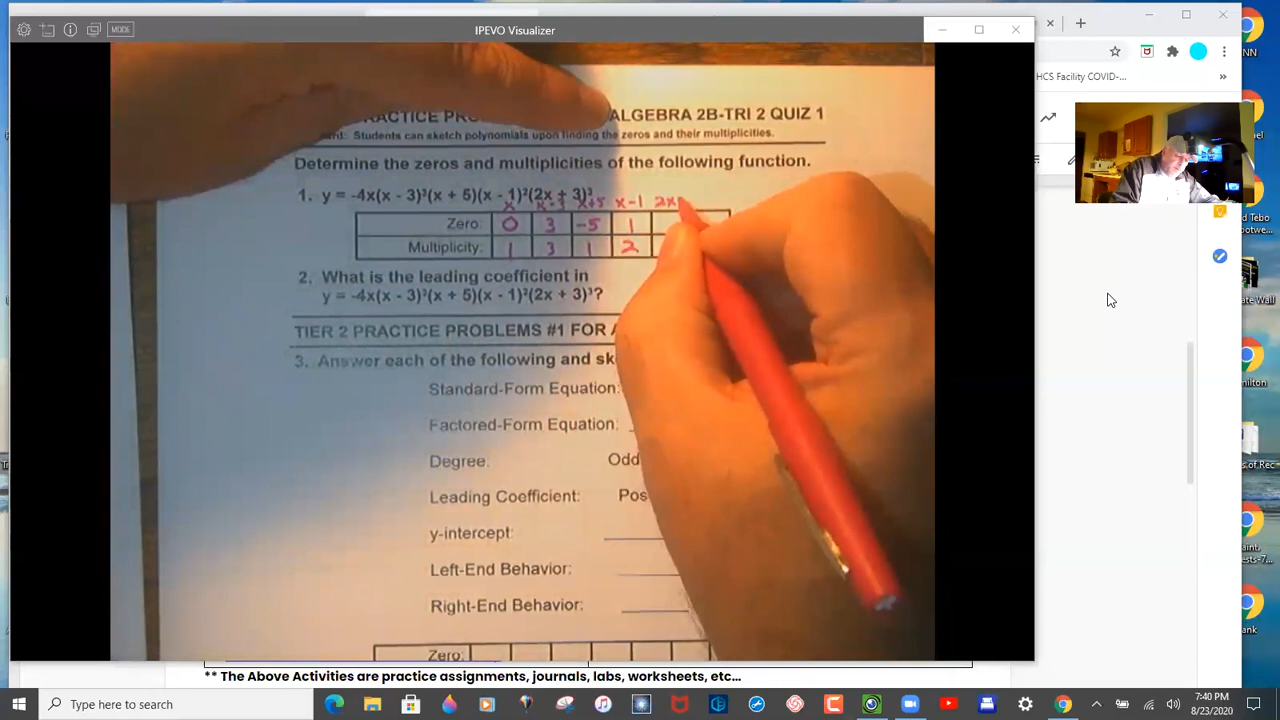 MODE
IPEVO Visualizer
NN
HCS Facility COVID-...
ALGEBRA 2B-TRI 2 QUIZ 1
Students can sketch polynomials upon finding the zeros and their multiplicities.
Determine the zeros and multiplicities of the following function.
1. y = -4x(x - 3)³(x + 5)(x - 1)²(2x + 3)³
x x-3 x+5 x-1 2x
Zero: 0 3 -5 1
Multiplicity: 1 3 1 2
2. What is the leading coefficient in
y = -4x(x - 3)³(x + 5)(x - 1)²(2x + 3)³?
TIER 2 PRACTICE PROBLEMS #1 FOR
3. Answer each of the following and sk
Standard-Form Equation:
Factored-Form Equation:
Degree: Odd
Leading Coefficient: Pos
y-intercept:
Left-End Behavior:
Right-End Behavior:
Zero:
** The Above Activities are practice assignments, journals, labs, worksheets, etc...
Type here to search
7:40 PM
8/23/2020